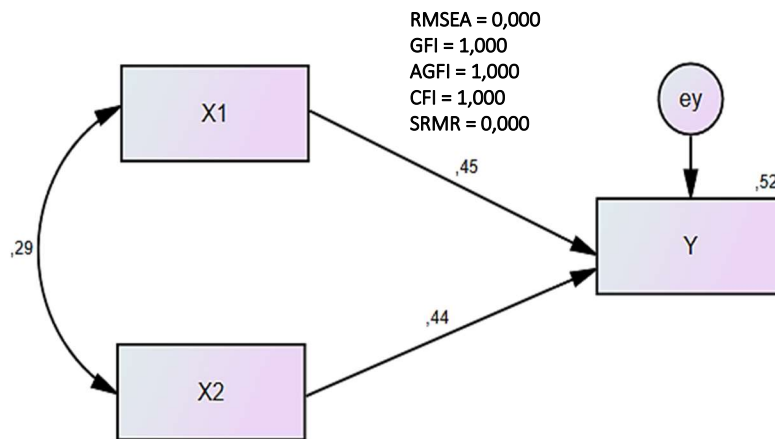 RMSEA = 0,000
GFI = 1,000
AGFI = 1,000
CFI = 1,000
SRMR = 0,000
ey
X1
,45
,52
Y
,29
,44
X2